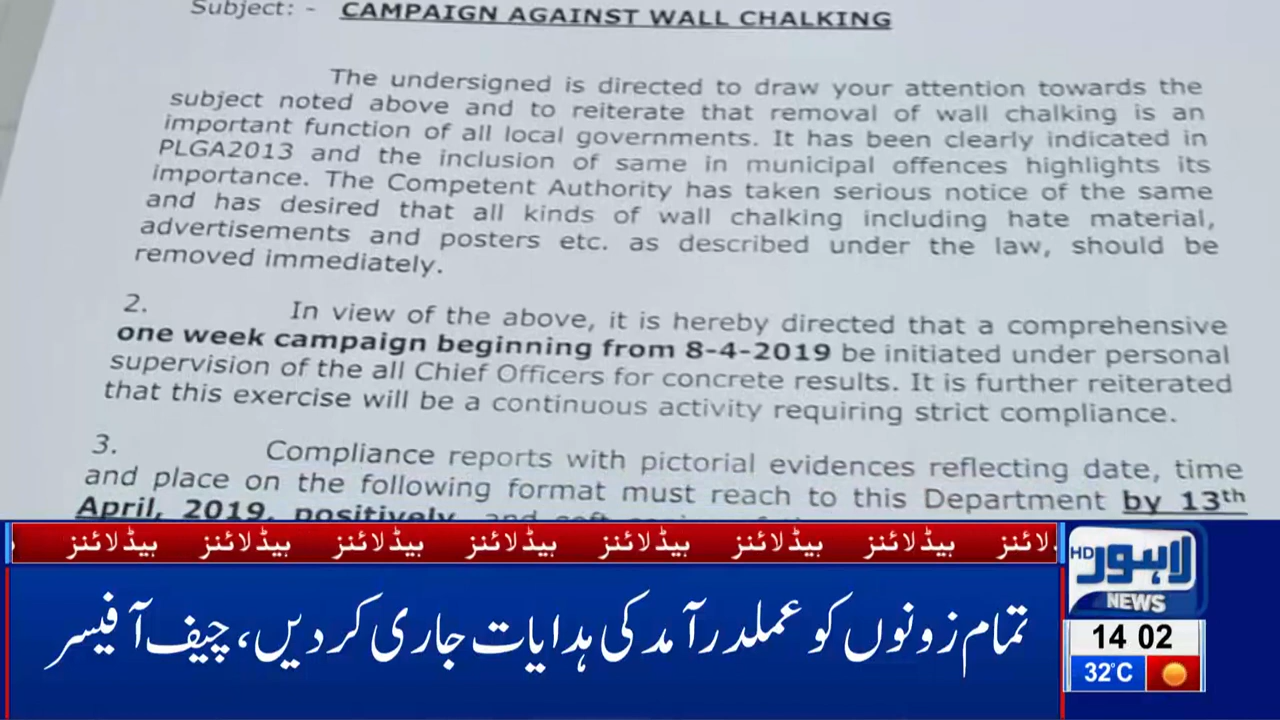 Subject: - CAMPAIGN AGAINST WALL CHALKING
The undersigned is directed to draw your attention towards the
subject noted above and to reiterate that removal of wall chalking is an
important function of all local governments. It has been clearly indicated in
PLGA2013 and the inclusion of same in municipal offences highlights its
importance. The Competent Authority has taken serious notice of the same
and has desired that all kinds of wall chalking including hate material,
advertisements and posters etc. as described under the law, should be
removed immediately.
2. In view of the above, it is hereby directed that a comprehensive
one week campaign beginning from 8-4-2019 be initiated under personal
supervision of the all Chief Officers for concrete results. It is further reiterated
that this exercise will be a continuous activity requiring strict compliance.
3. Compliance reports with pictorial evidences reflecting date, time
and place on the following format must reach to this Department by 13th
April, 2019, positively
ہیڈلائنز ہیڈلائنز ہیڈلائنز ہیڈلائنز ہیڈلائنز ہیڈلائنز ہیڈلائنز
تمام زونوں کو عملدرآمد کی ہدایات جاری کردیں، چیف آفیسر
لاہور HD
NEWS
14 02
32°C